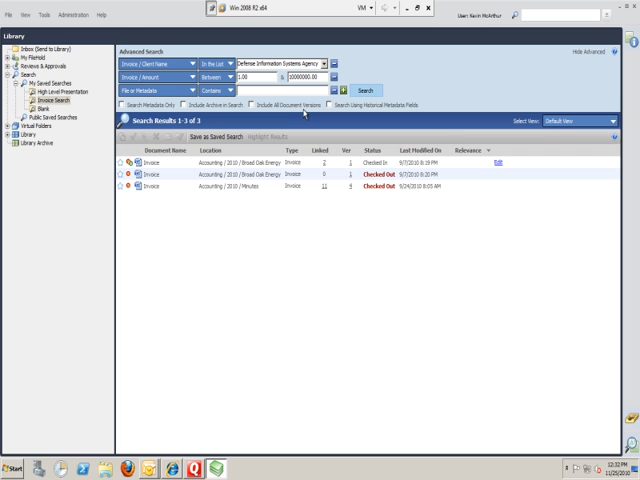 Win 2008 R2 x64 VM
File View Tools Administration Help User: Kevin McArthur
Library
Inbox (Send to Library)
My FileHold
Reviews & Approvals
Search
My Saved Searches
High Level Presentation
Invoice Search
Blank
Public Saved Searches
Virtual Folders
Library
Library Archive
Advanced Search Hide Advanced
Invoice / Client Name In the List Defense Information Systems Agency
Invoice / Amount Between 1.00 & 10000000.00
File or Metadata Contains Search
Search Metadata Only Include Archive in Search Include All Document Versions Search Using Historical Metadata Fields
Search Results 1-3 of 3 Select View: Default View
Save as Saved Search Highlight Results
Document Name Location Type Linked Ver Status Last Modified On Relevance
Invoice Accounting / 2010 / Broad Oak Energy Invoice 2 1 Checked In 9/7/2010 8:19 PM Edit
Invoice Accounting / 2010 / Broad Oak Energy Invoice 0 1 Checked Out 9/7/2010 8:20 PM
Invoice Accounting / 2010 / Minutes Invoice 11 4 Checked Out 9/24/2010 8:05 AM
Start
12:32 PM
11/25/2010